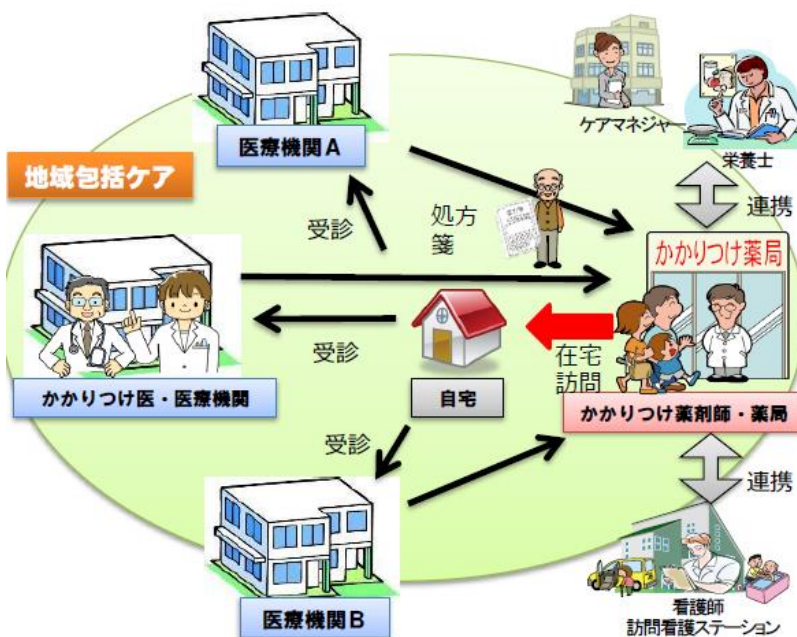 医療機関A
ケアマネジャー
栄養士
地域包括ケア
受診
処方
箋
連携
かかりつけ薬局
受診
在宅
訪問
かかりつけ医・医療機関
自宅
かかりつけ薬剤師・薬局
受診
連携
医療機関B
看護師
訪問看護ステーション